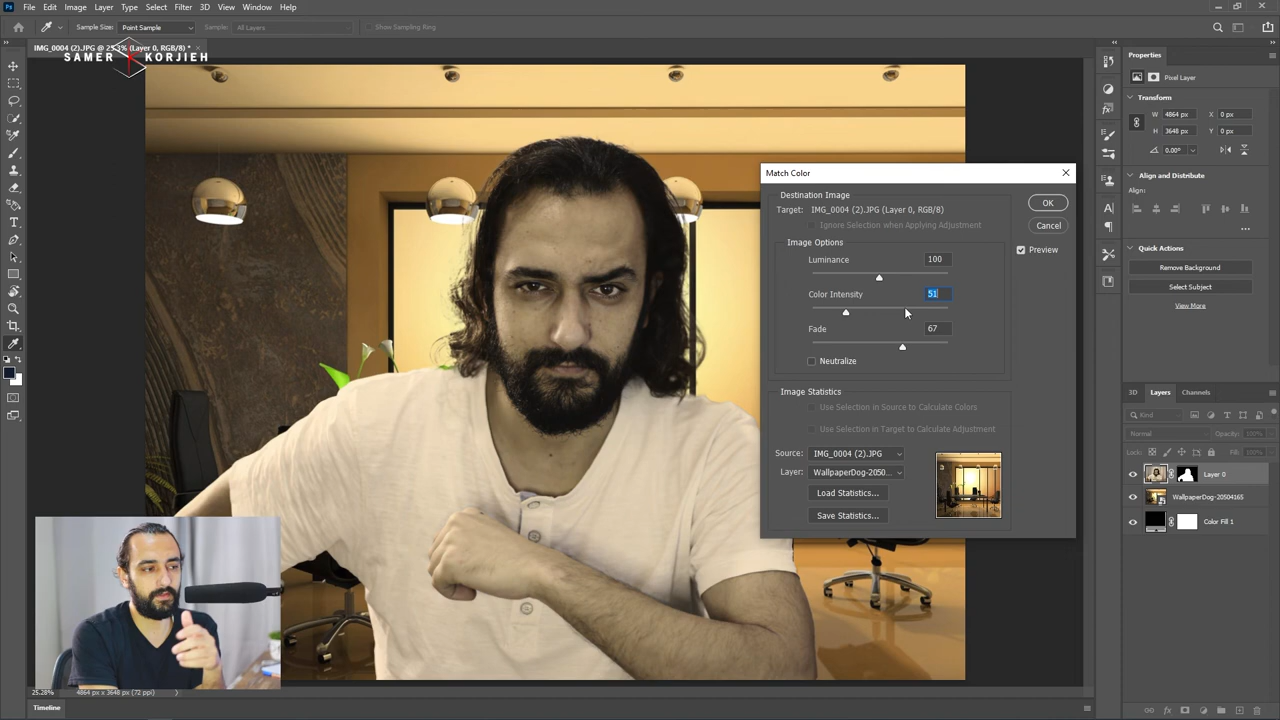 Ps File Edit Image Layer Type Select Filter 3D View Window Help
Sample Size: Point Sample Sample: All Layers Show Sampling Ring
IMG_0004 (2).JPG @ 25.3% (Layer 0, RGB/8) *
SAMER KORJIEH
Properties
Pixel Layer
Transform
W 4864 px X 0 px
H 3648 px Y 0 px
0.00°
Align and Distribute
Align:
Quick Actions
Remove Background
Select Subject
View More
Match Color
Destination Image
Target: IMG_0004 (2).JPG (Layer 0, RGB/8)
Ignore Selection when Applying Adjustment
Image Options
Luminance 100
Color Intensity 51
Fade 67
Neutralize
Image Statistics
Use Selection in Source to Calculate Colors
Use Selection in Target to Calculate Adjustment
Source: IMG_0004 (2).JPG
Layer: WallpaperDog-2050...
Load Statistics...
Save Statistics...
OK
Cancel
Preview
3D Layers Channels
Kind
Normal Opacity: 100%
Lock: Fill: 100%
Layer 0
WallpaperDog-20504165
Color Fill 1
25.28% 4864 px x 3648 px (72 ppi)
Timeline